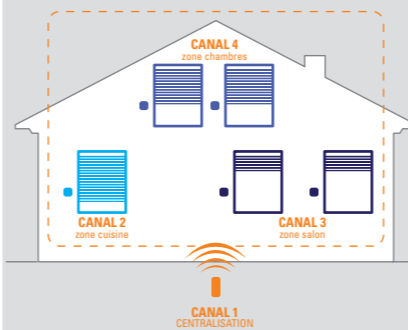 CANAL 4
zone chambres
CANAL 2
zone cuisine
CANAL 3
zone salon
CANAL 1
CENTRALISATION